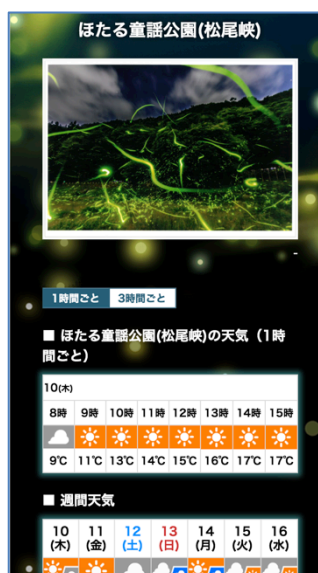 ほたる童謡公園(松尾峡)
-
1時間ごと 3時間ごと
■ ほたる童謡公園(松尾峡)の天気(1時
間ごと)
10(木)
8時 9時 10時 11時 12時 13時 14時 15時
9℃ 11℃ 13℃ 14℃ 15℃ 16℃ 17℃ 17℃
■ 週間天気
10 11 12 13 14 15 16
(木) (金) (土) (日) (月) (火) (水)